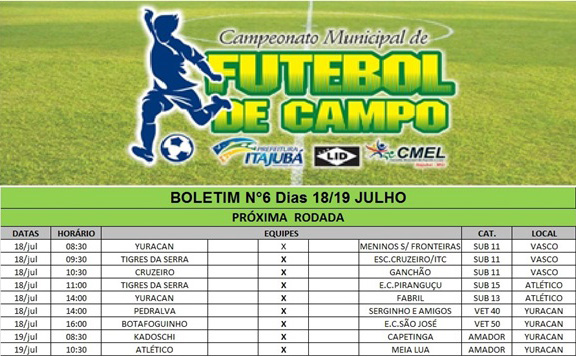 Campeonato Municipal de
FUTEBOL
DE CAMPO
PREFEITURA ITAJUBÁ
LID
CMEL
BOLETIM N°6 Dias 18/19 JULHO
PRÓXIMA RODADA
DATAS HORÁRIO EQUIPES CAT. LOCAL
18/jul 08:30 YURACAN X MENINOS S/ FRONTEIRAS SUB 11 VASCO
18/jul 09:30 TIGRES DA SERRA X ESC.CRUZEIRO/ITC SUB 11 VASCO
18/jul 10:30 CRUZEIRO X GANCHÃO SUB 11 VASCO
18/jul 11:00 TIGRES DA SERRA X E.C.PIRANGUÇU SUB 15 ATLÉTICO
18/jul 14:00 YURACAN X FABRIL SUB 13 ATLÉTICO
18/jul 14:00 PEDRALVA X SERGINHO E AMIGOS VET 40 YURACAN
18/jul 16:00 BOTAFOGUINHO X E.C.SÃO JOSÉ VET 50 YURACAN
19/jul 08:30 KADOSCHI X CAPETINGA AMADOR YURACAN
19/jul 10:30 ATLÉTICO X MEIA LUA AMADOR YURACAN